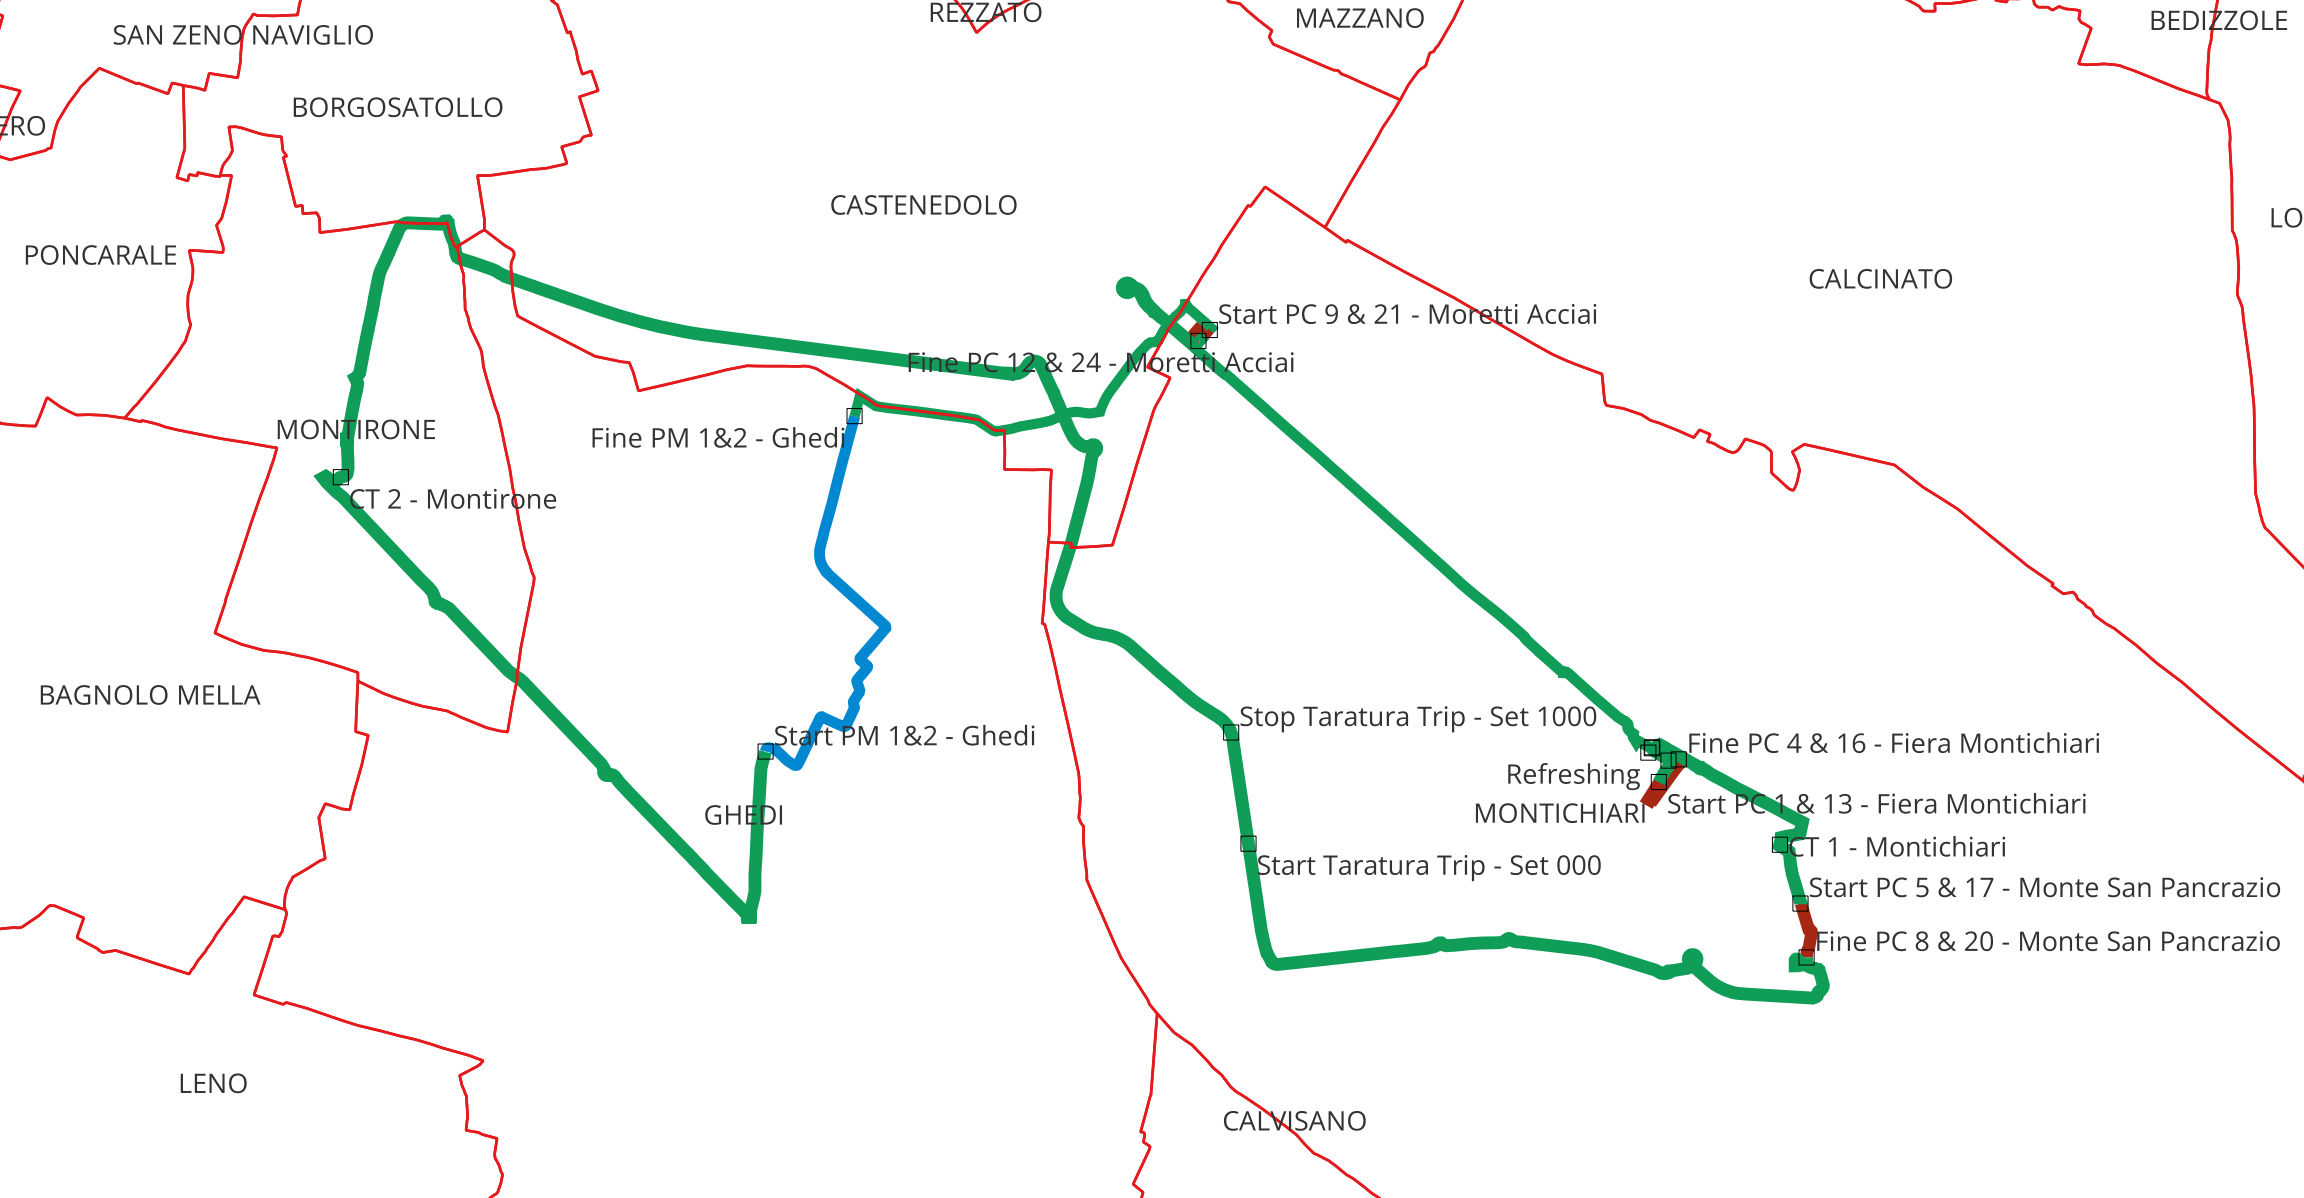 REZZATO
MAZZANO
BEDIZZOLE
SAN ZENO NAVIGLIO
BORGOSATOLLO
ERO
CASTENEDOLO
LO
PONCARALE
CALCINATO
Start PC 9 & 21 - Moretti Acciai
Fine PC 12 & 24 - Moretti Acciai
MONTIRONE
Fine PM 1&2 - Ghedi
CT 2 - Montirone
BAGNOLO MELLA
Stop Taratura Trip - Set 1000
Start PM 1&2 - Ghedi
Fine PC 4 & 16 - Fiera Montichiari
Refreshing
Start PC 1 & 13 - Fiera Montichiari
MONTICHIARI
GHEDI
CT 1 - Montichiari
Start Taratura Trip - Set 000
Start PC 5 & 17 - Monte San Pancrazio
Fine PC 8 & 20 - Monte San Pancrazio
LENO
CALVISANO